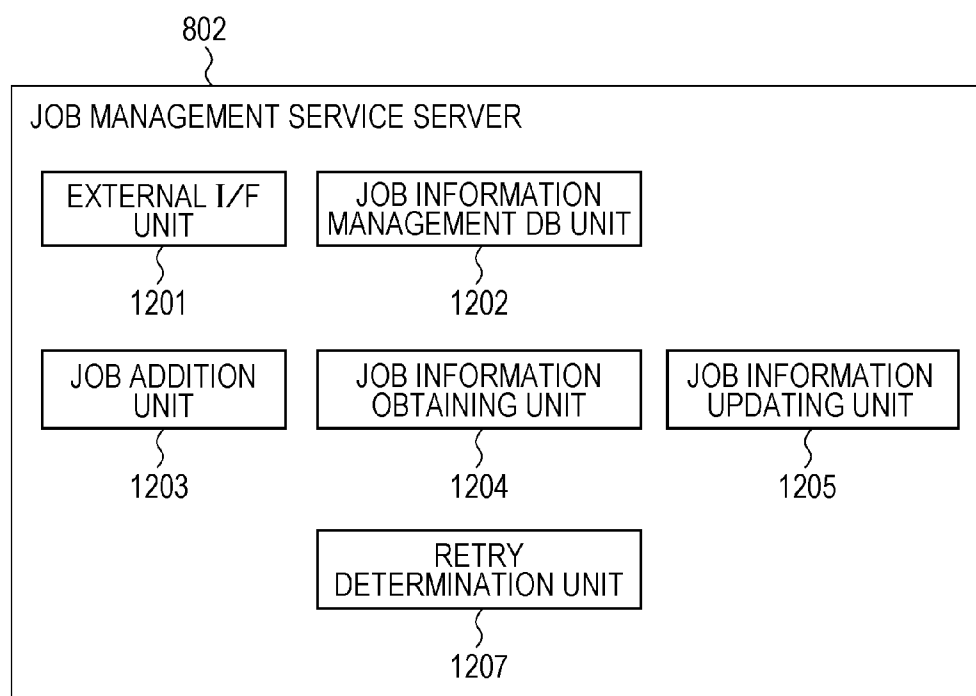 802
JOB MANAGEMENT SERVICE SERVER
EXTERNAL I/F
UNIT
1201
JOB INFORMATION
MANAGEMENT DB UNIT
1202
JOB ADDITION
UNIT
1203
JOB INFORMATION
OBTAINING UNIT
1204
JOB INFORMATION
UPDATING UNIT
1205
RETRY
DETERMINATION UNIT
1207